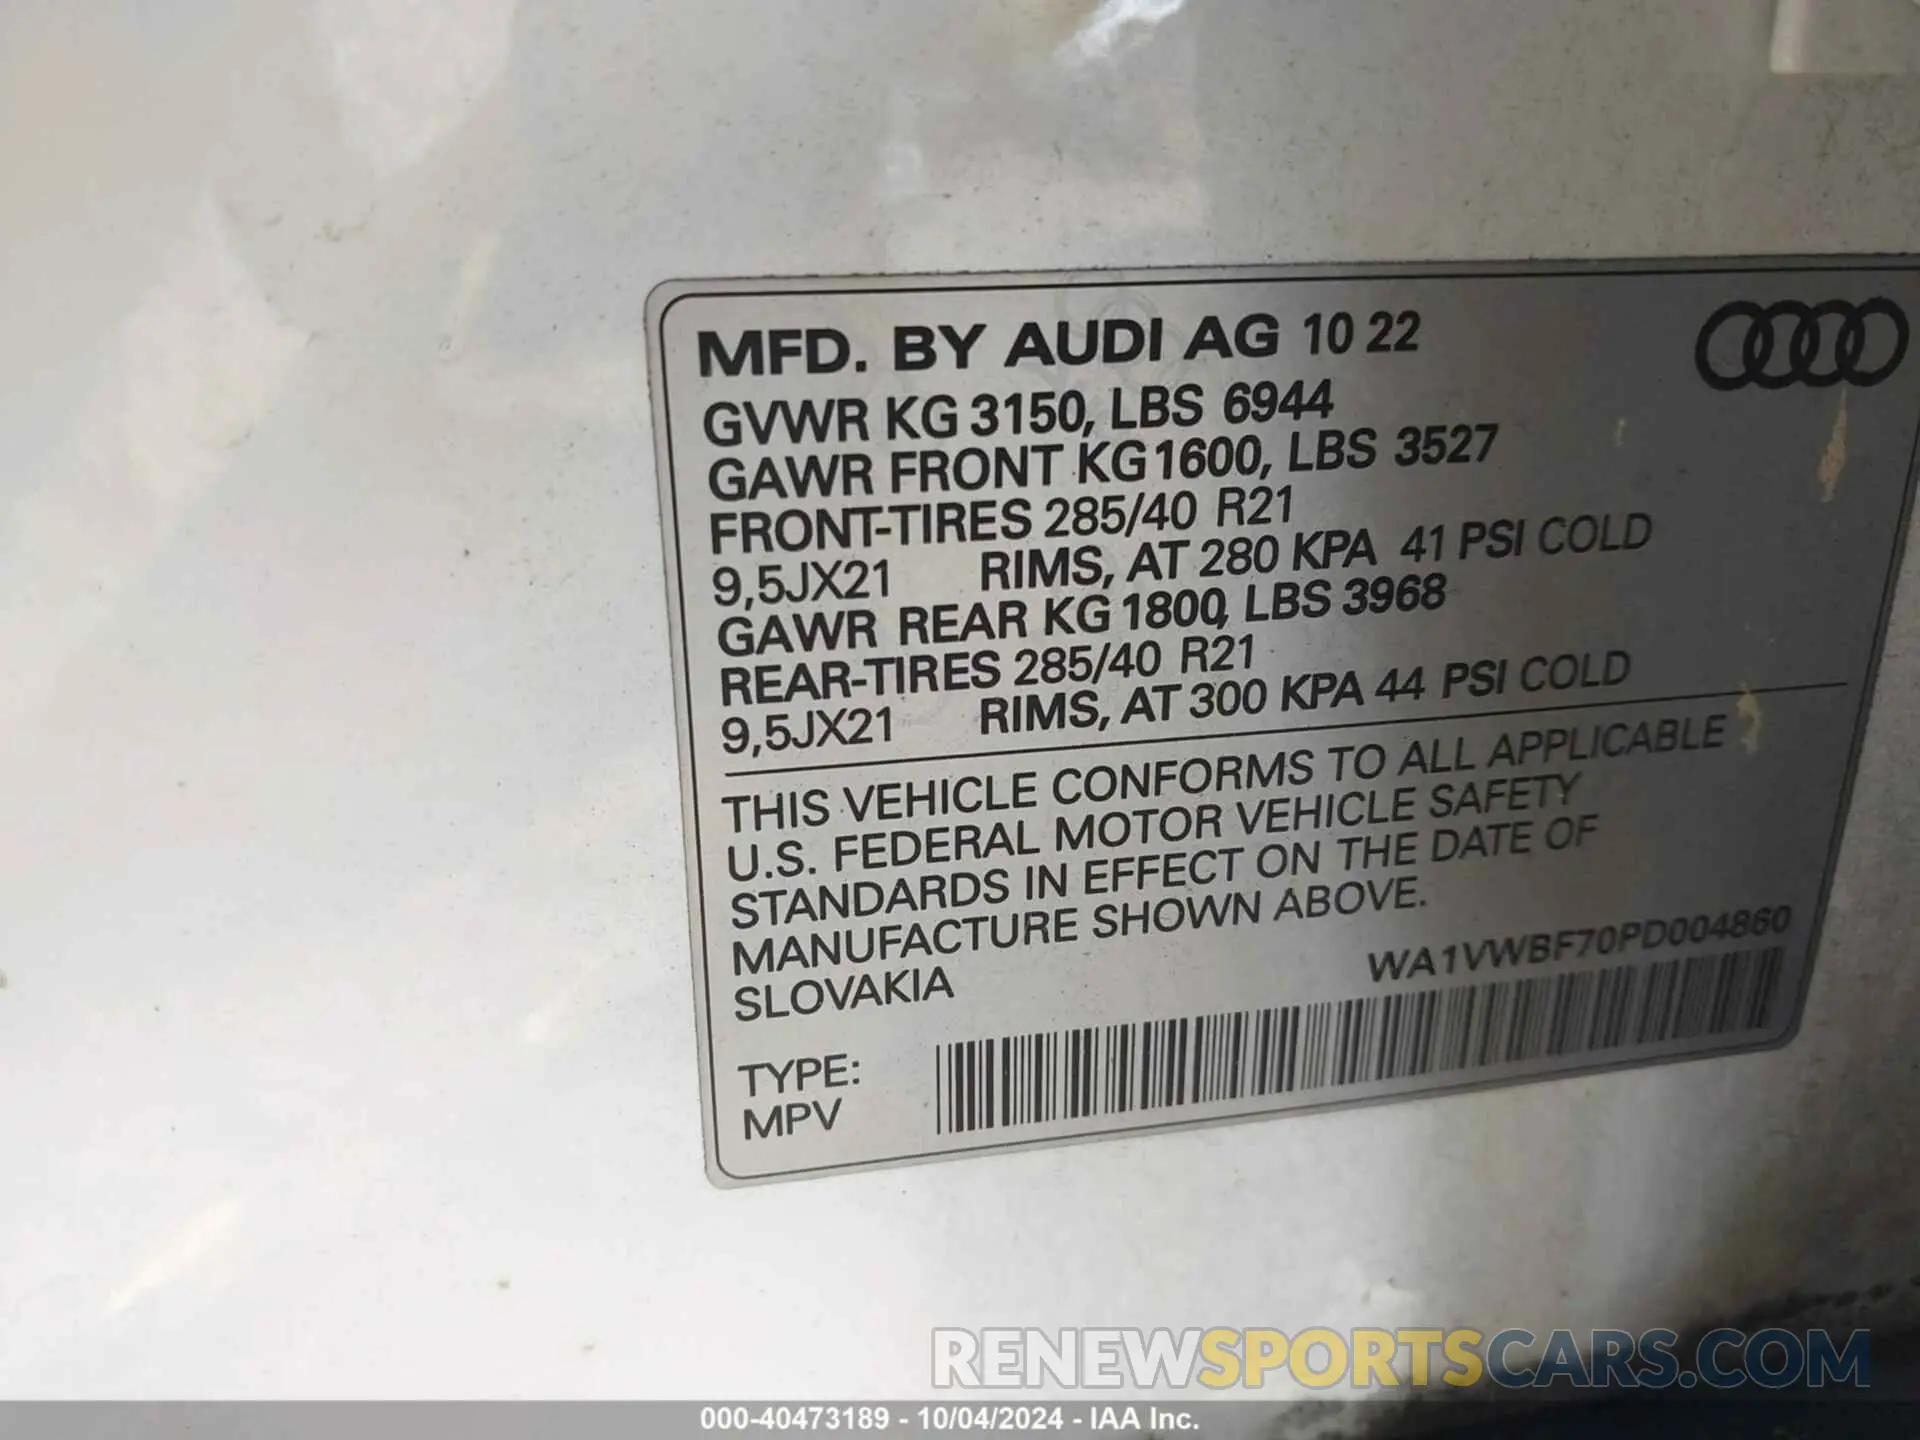 MFD. BY AUDI AG 10 22
GVWR KG 3150, LBS 6944
GAWR FRONT KG 1600, LBS 3527
FRONT-TIRES 285/40 R21
9,5JX21 RIMS, AT 280 KPA 41 PSI COLD
GAWR REAR KG 1800, LBS 3968
REAR-TIRES 285/40 R21
9,5JX21 RIMS, AT 300 KPA 44 PSI COLD
THIS VEHICLE CONFORMS TO ALL APPLICABLE
U.S. FEDERAL MOTOR VEHICLE SAFETY
STANDARDS IN EFFECT ON THE DATE OF
MANUFACTURE SHOWN ABOVE.
SLOVAKIA WA1VWBF70PD004860
TYPE:
MPV
RENEWSPORTSCARS.COM
000-40473189 - 10/04/2024 - IAA Inc.